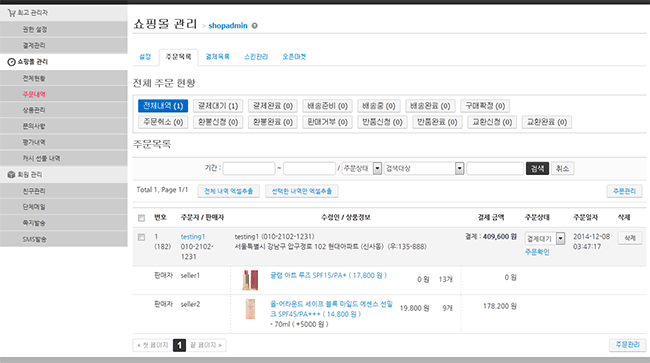 최고 관리자
권한 설정
결제관리
쇼핑몰 관리
전체현황
주문내역
상품관리
문의사항
평가내역
캐시 선물 내역
회원 관리
친구관리
단체메일
쪽지발송
SMS발송
쇼핑몰 관리 > shopadmin
설정 주문목록 결제목록 스킨관리 오픈마켓
전체 주문 현황
전체내역 (1) 결제대기 (1) 결제완료 (0) 배송준비 (0) 배송중 (0) 배송완료 (0) 구매확정 (0)
주문취소 (0) 환불신청 (0) 환불완료 (0) 판매거부 (0) 반품신청 (0) 반품완료 (0) 교환신청 (0) 교환완료 (0)
주문목록
기간 : ~ / 주문상태 검색대상 검색 취소
Total 1, Page 1/1 전체 내역 엑셀추출 선택한 내역만 엑셀추출 주문관리
번호 주문자 / 판매자 수령인 / 상품정보 결제 금액 주문상태 주문일자 삭제
1 testing1 testing1 (010-2102-1231) 결제 : 409,600 원 결제대기 2014-12-08 삭제
(182) 010-2102- 서울특별시 강남구 압구정로 102 현대아파트 (신사동) (우:135-888) 주문확인 03:47:17
1231
판매자 seller1 글램 아트 루즈 SPF15/PA+ ( 17,800 원 ) 0 원 13개 0 원
판매자 seller2 올-어라운드 세이프 블록 마일드 에센스 선밀 19,800 원 9개 178,200 원
크 SPF45/PA+++ ( 14,800 원 )
- 70ml ( +5000 원 )
« 첫 페이지 1 끝 페이지 » 주문관리